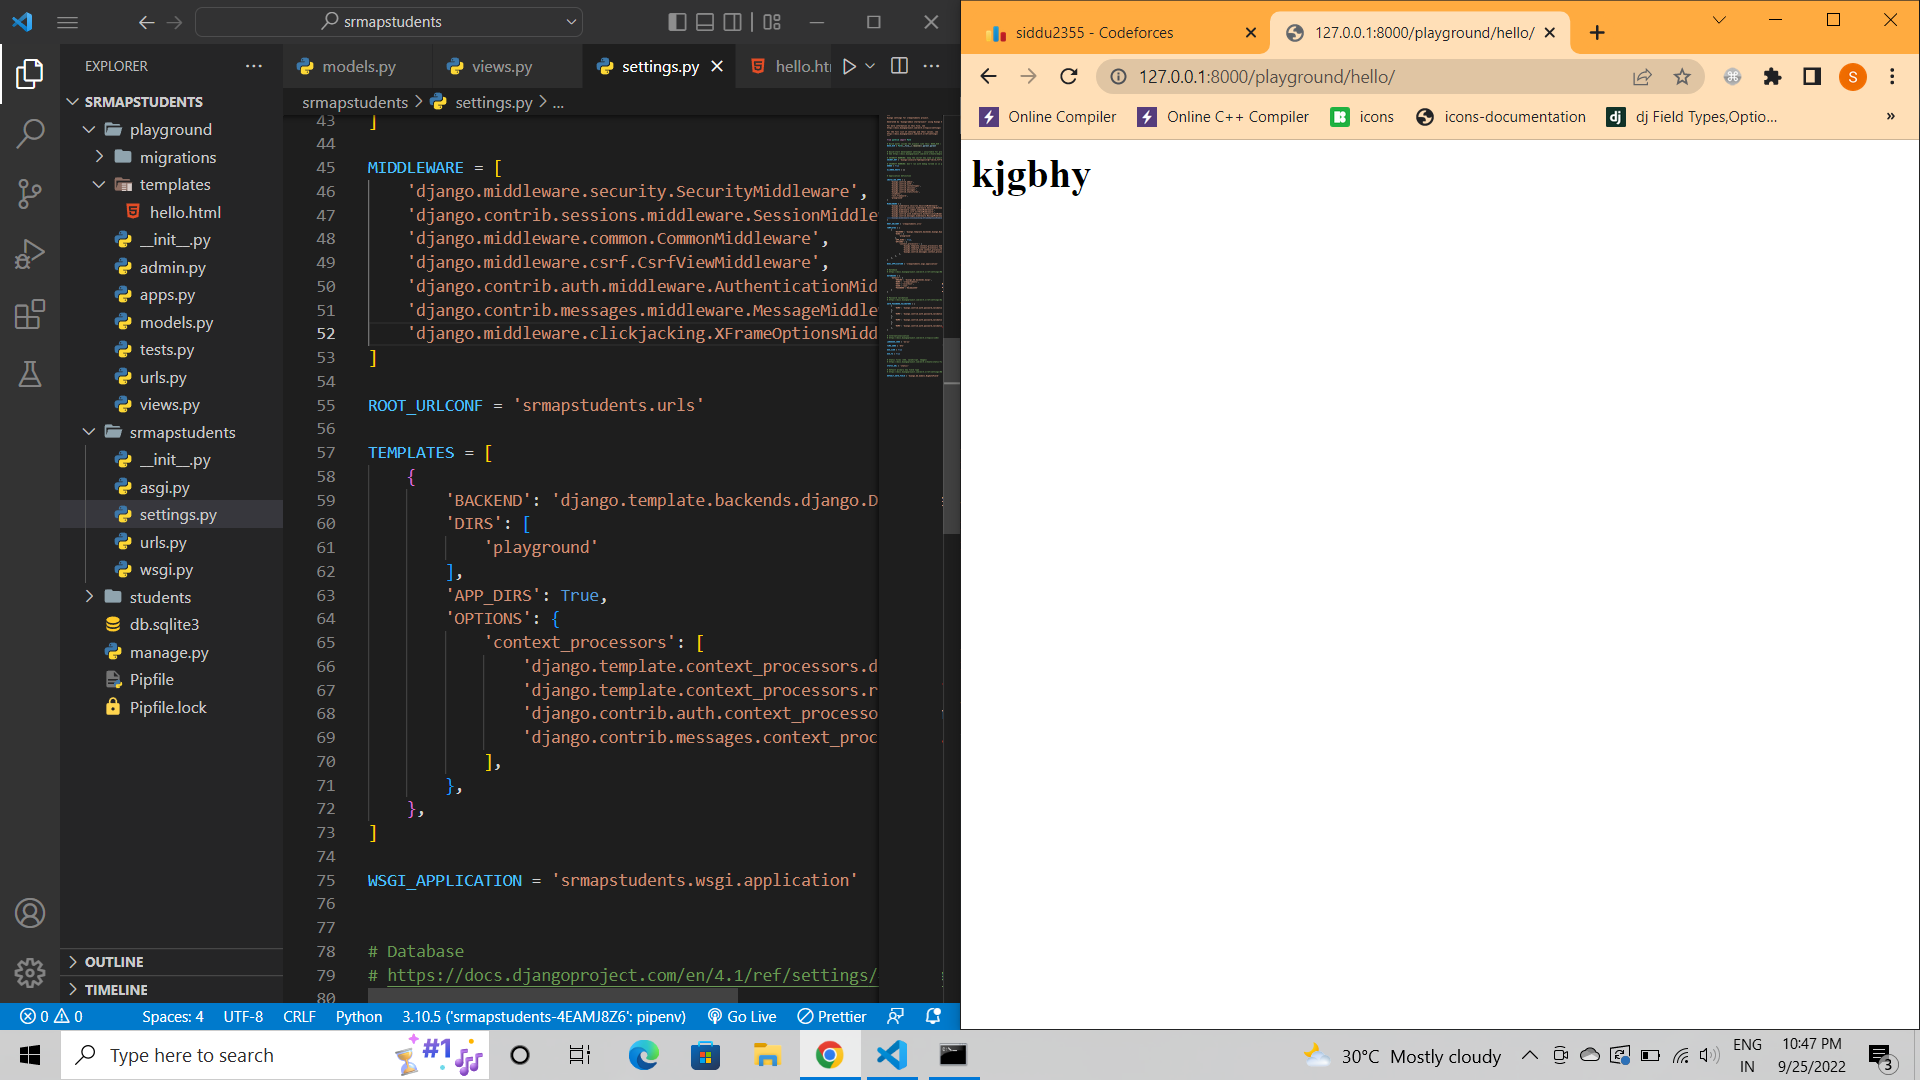 srmapstudents
EXPLORER
SRMAPSTUDENTS
playground
migrations
templates
hello.html
__init__.py
admin.py
apps.py
models.py
tests.py
urls.py
views.py
srmapstudents
__init__.py
asgi.py
settings.py
urls.py
wsgi.py
students
db.sqlite3
manage.py
Pipfile
Pipfile.lock
OUTLINE
TIMELINE
models.py views.py settings.py hello.ht
srmapstudents > settings.py > ...
43 ]
44
45 MIDDLEWARE = [
46 'django.middleware.security.SecurityMiddleware',
47 'django.contrib.sessions.middleware.SessionMiddle
48 'django.middleware.common.CommonMiddleware',
49 'django.middleware.csrf.CsrfViewMiddleware',
50 'django.contrib.auth.middleware.AuthenticationMid
51 'django.contrib.messages.middleware.MessageMiddle
52 'django.middleware.clickjacking.XFrameOptionsMidd
53 ]
54
55 ROOT_URLCONF = 'srmapstudents.urls'
56
57 TEMPLATES = [
58 {
59 'BACKEND': 'django.template.backends.django.D
60 'DIRS': [
61 'playground'
62 ],
63 'APP_DIRS': True,
64 'OPTIONS': {
65 'context_processors': [
66 'django.template.context_processors.d
67 'django.template.context_processors.r
68 'django.contrib.auth.context_processo
69 'django.contrib.messages.context_proc
70 ],
71 },
72 },
73 ]
74
75 WSGI_APPLICATION = 'srmapstudents.wsgi.application'
76
77
78 # Database
79 # https://docs.djangoproject.com/en/4.1/ref/settings/
80
0 0 Spaces: 4 UTF-8 CRLF Python 3.10.5 ('srmapstudents-4EAMJ8Z6': pipenv) Go Live Prettier
siddu2355 - Codeforces 127.0.0.1:8000/playground/hello/
127.0.0.1:8000/playground/hello/ S
Online Compiler Online C++ Compiler icons icons-documentation dj dj Field Types,Optio... »
kjgbhy
Type here to search #1 30°C Mostly cloudy ENG IN 10:47 PM 9/25/2022 3